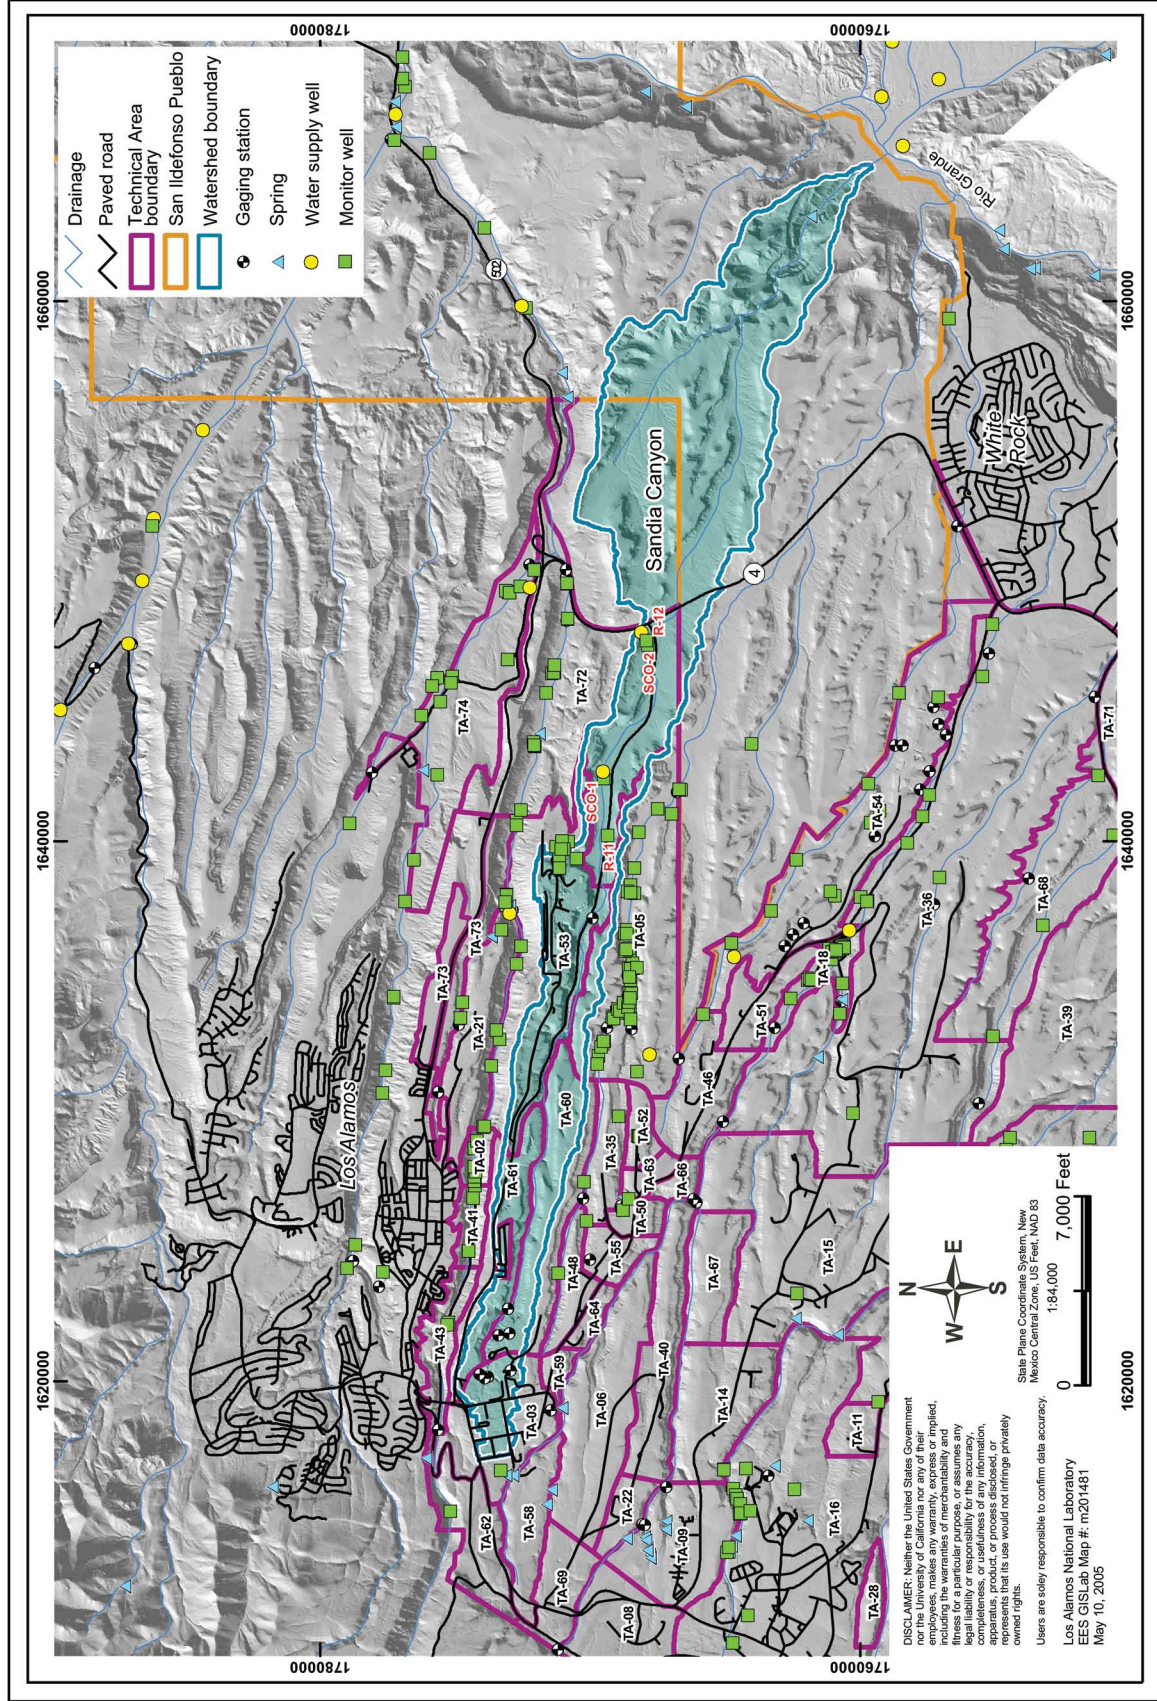 1780000
1760000
Drainage
Paved road
Technical Area
boundary
San Ildefonso Pueblo
Watershed boundary
Gaging station
Spring
Water supply well
Monitor well
1660000
1660000
502
Rio Grande
White
Rock
Sandia Canyon
4
R-12
SCO-2
TA-72
TA-74
SCO-1
R-11
1640000
1640000
TA-71
TA-54
TA-68
TA-36
TA-05
TA-53
TA-73
TA-73
TA-21
TA-18
TA-51
TA-39
TA-46
Los Alamos
TA-60
TA-52
TA-35
TA-02
TA-61
TA-63
TA-66
TA-50
TA-41
TA-55
TA-48
TA-67
TA-15
TA-64
TA-43
TA-59
TA-40
TA-03
TA-06
TA-14
TA-11
1620000
1620000
TA-62
TA-58
TA-22
TA-09
TA-16
TA-69
TA-08
TA-28
1780000
1760000
N
W
E
S
State Plane Coordinate System, New
Mexico Central Zone, US Feet, NAD 83
1:84,000
0
7,000 Feet
DISCLAIMER: Neither the United States Government
nor the University of California nor any of their
employees, makes any warranty, express or implied,
including the warranties of merchantability and
fitness for a particular purpose, or assumes any
legal liability or responsibility for the accuracy,
completeness, or usefulness of any information,
apparatus, product, or process disclosed, or
represents that its use would not infringe privately
owned rights.
Users are soley responsible to confirm data accuracy.
Los Alamos National Laboratory
EES GISLab Map #: m201481
May 10, 2005